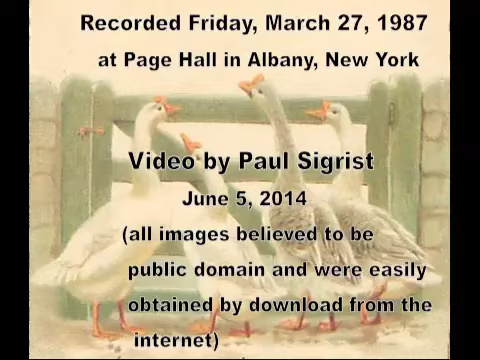 Recorded Friday, March 27, 1987
at Page Hall in Albany, New York
Video by Paul Sigrist
June 5, 2014
(all images believed to be
public domain and were easily
obtained by download from the
internet)